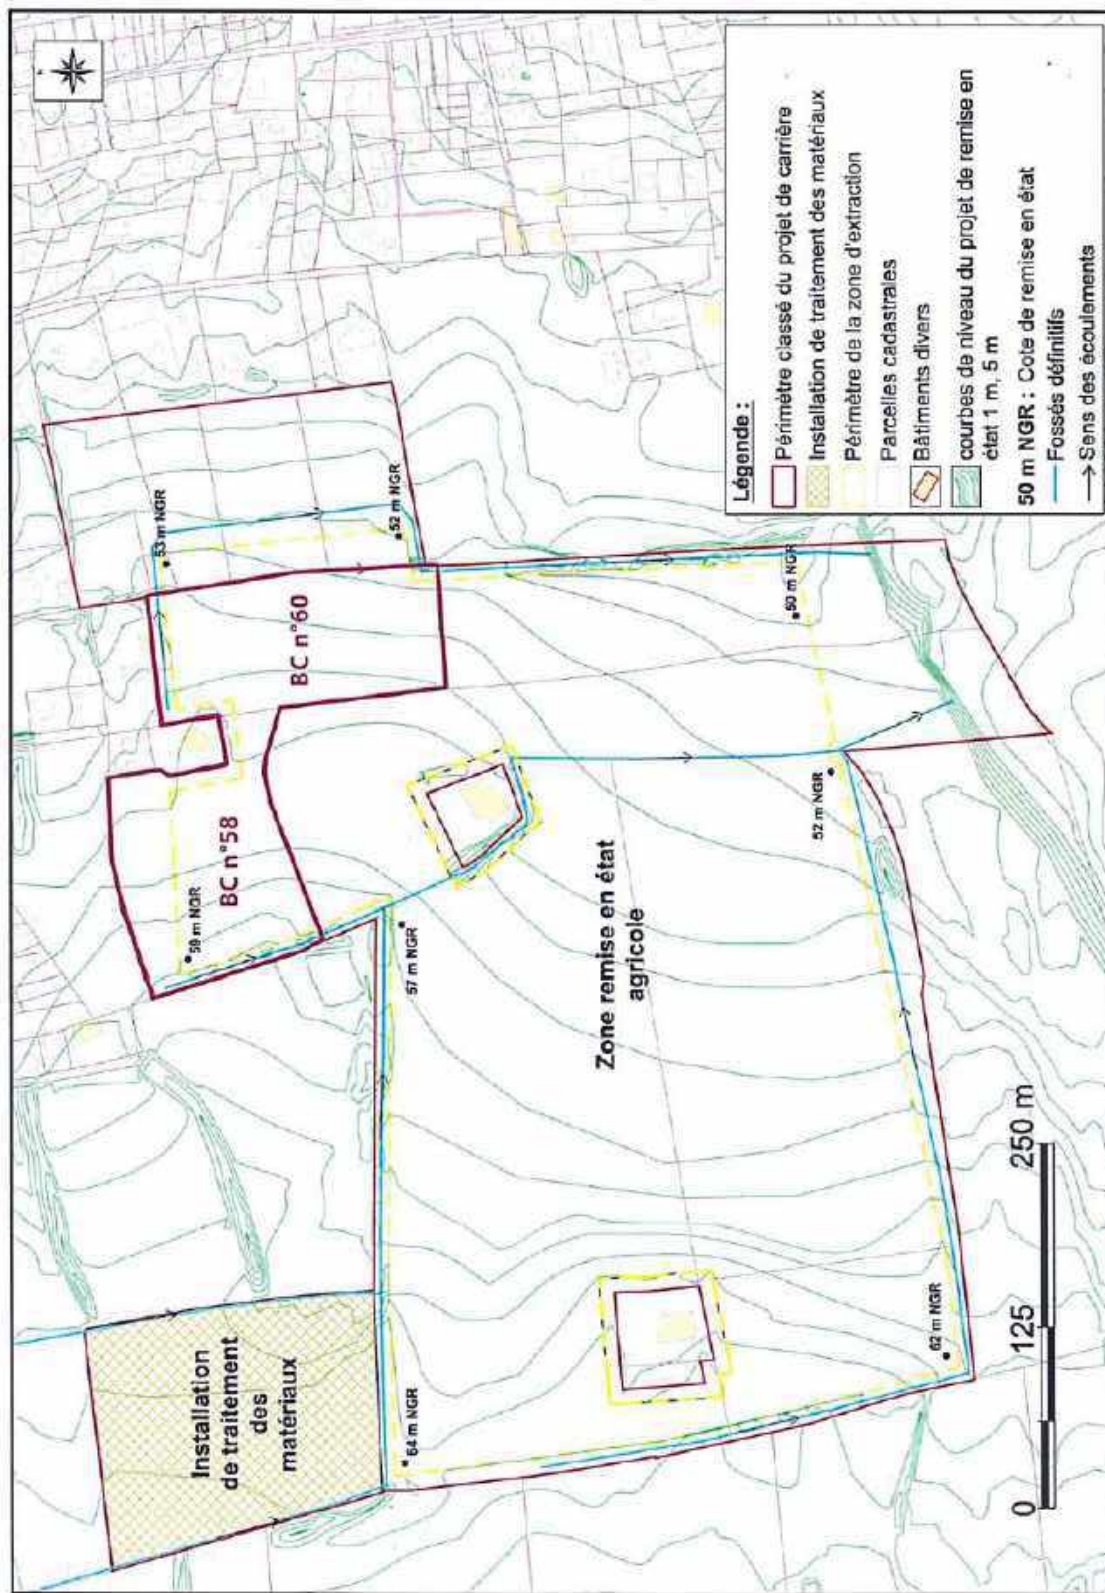 Installation
de traitement
des
matériaux
BC n°58
BC n°60
59 m NGR
53 m NGR
52 m NGR
57 m NGR
64 m NGR
Zone remise en état
agricole
52 m NGR
50 m NGR
62 m NGR
0
125
250 m
Légende :
Périmètre classé du projet de carrière
Installation de traitement des matériaux
Périmètre de la zone d'extraction
Parcelles cadastrales
Bâtiments divers
courbes de niveau du projet de remise en
état 1 m, 5 m
50 m NGR : Cote de remise en état
Fossés définitifs
Sens des écoulements